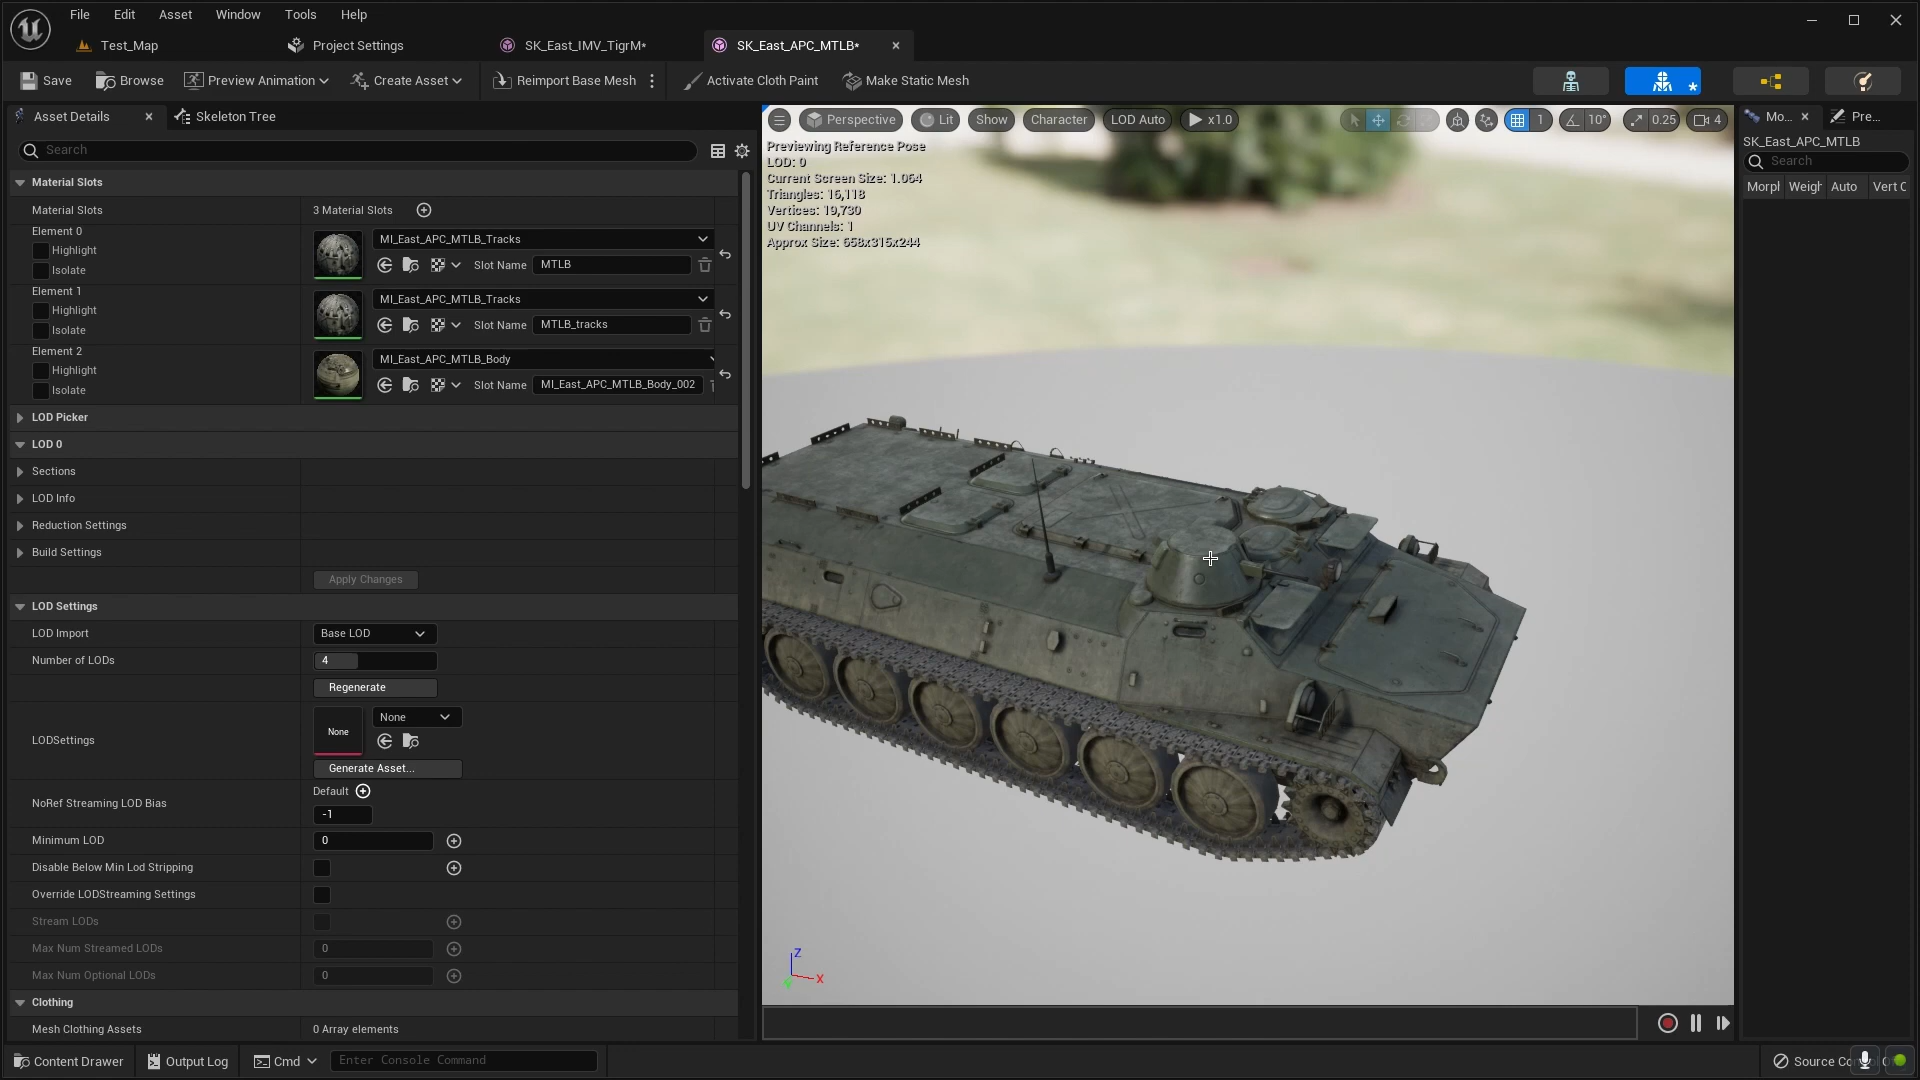 File Edit Asset Window Tools Help
Test_Map Project Settings SK_East_IMV_TigrM* SK_East_APC_MTLB*
Save Browse Preview Animation Create Asset Reimport Base Mesh Activate Cloth Paint Make Static Mesh
Asset Details Skeleton Tree
Search
Material Slots
Material Slots 3 Material Slots
Element 0
Highlight
Isolate
MI_East_APC_MTLB_Tracks
Slot Name MTLB
Element 1
Highlight
Isolate
MI_East_APC_MTLB_Tracks
Slot Name MTLB_tracks
Element 2
Highlight
Isolate
MI_East_APC_MTLB_Body
Slot Name MI_East_APC_MTLB_Body_002
LOD Picker
LOD 0
Sections
LOD Info
Reduction Settings
Build Settings
Apply Changes
LOD Settings
LOD Import Base LOD
Number of LODs 4
Regenerate
LODSettings None None
Generate Asset...
NoRef Streaming LOD Bias Default
-1
Minimum LOD 0
Disable Below Min Lod Stripping
Override LODStreaming Settings
Stream LODs
Max Num Streamed LODs 0
Max Num Optional LODs 0
Clothing
Mesh Clothing Assets 0 Array elements
Perspective Lit Show Character LOD Auto x1.0 1 10° 0.25 4
Previewing Reference Pose
LOD: 0
Current Screen Size: 1.064
Triangles: 16,118
Vertices: 19,730
UV Channels: 1
Approx Size: 658x315x244
Z
X
Y
Mo... Pre...
SK_East_APC_MTLB
Search
Morpl Weigh Auto Vert C
Content Drawer Output Log Cmd Enter Console Command
Source Co